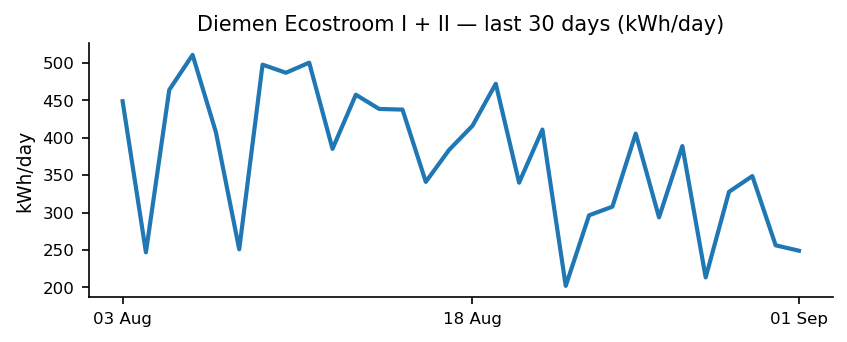 Diemen Ecostroom I + II — last 30 days (kWh/day)
kWh/day
500
450
400
350
300
250
200
03 Aug
18 Aug
01 Sep